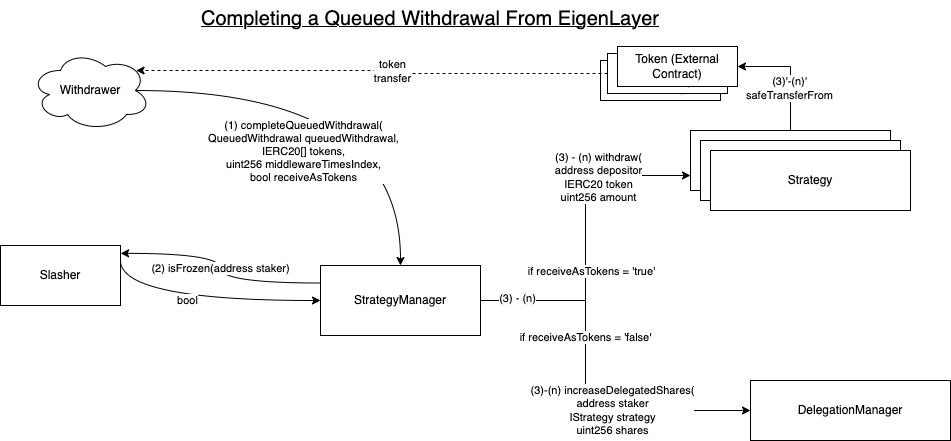 Completing a Queued Withdrawal From EigenLayer
token
transfer
Token (External
Contract)
(3)'-(n)'
safeTransferFrom
Withdrawer
(1) completeQueuedWithdrawal(
QueuedWithdrawal queuedWithdrawal,
IERC20[] tokens,
uint256 middlewareTimesIndex,
bool receiveAsTokens
(3) - (n) withdraw(
address depositor
IERC20 token
uint256 amount
Strategy
Slasher
(2) isFrozen(address staker)
bool
StrategyManager
(3) - (n)
if receiveAsTokens = 'true'
if receiveAsTokens = 'false'
(3)-(n) increaseDelegatedShares(
address staker
IStrategy strategy
uint256 shares
DelegationManager